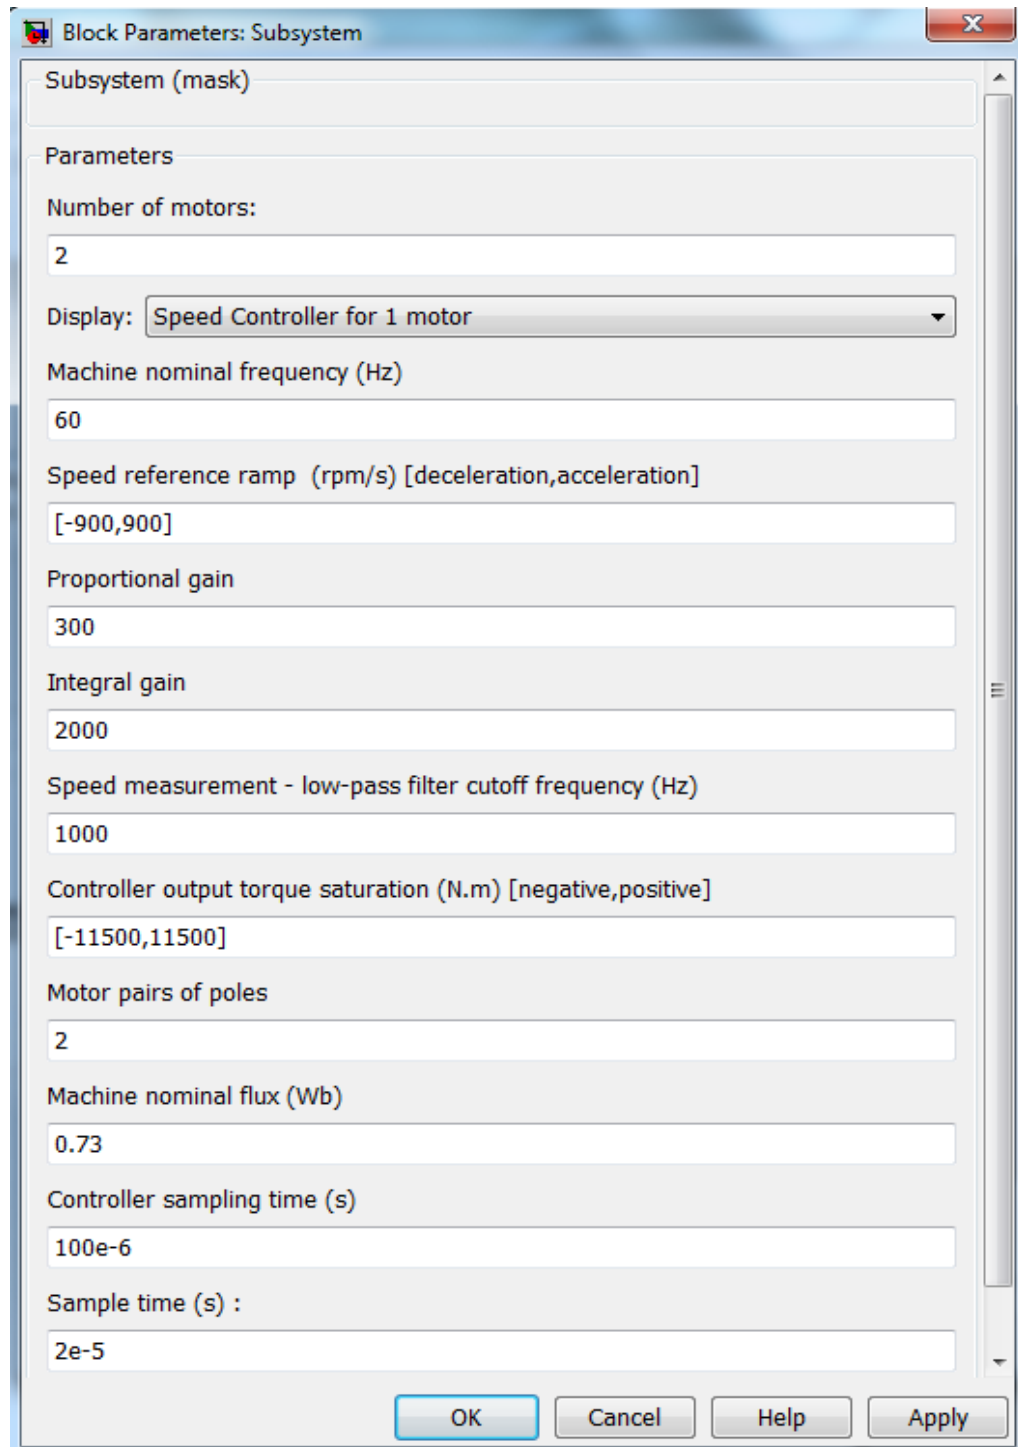 Block Parameters: Subsystem
Subsystem (mask)
Parameters
Number of motors:
2
Display: Speed Controller for 1 motor
Machine nominal frequency (Hz)
60
Speed reference ramp  (rpm/s) [deceleration,acceleration]
[-900,900]
Proportional gain
300
Integral gain
2000
Speed measurement - low-pass filter cutoff frequency (Hz)
1000
Controller output torque saturation (N.m) [negative,positive]
[-11500,11500]
Motor pairs of poles
2
Machine nominal flux (Wb)
0.73
Controller sampling time (s)
100e-6
Sample time (s) :
2e-5
OK Cancel Help Apply